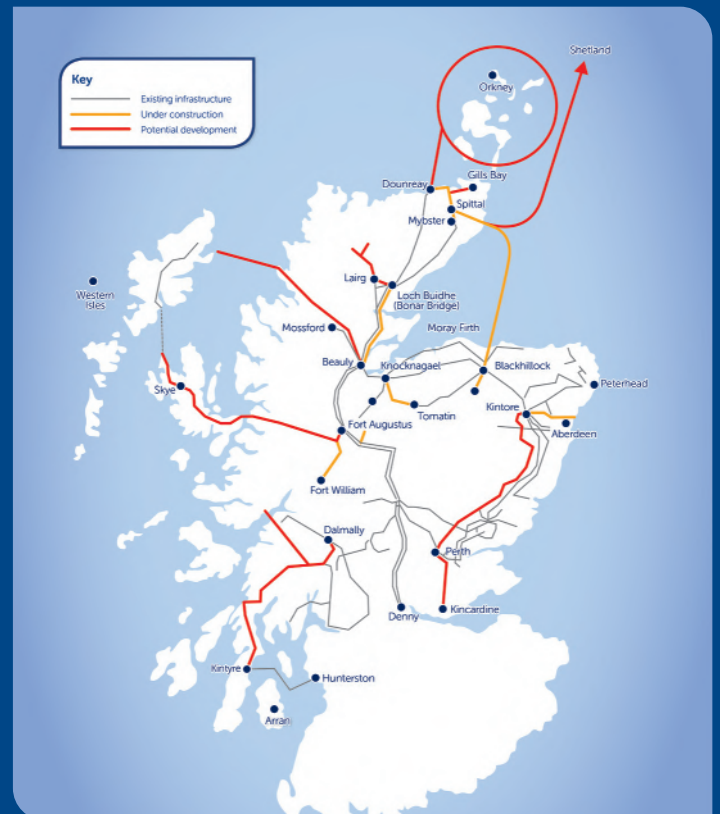 Shetland
Key
Orkney
Existing infrastructure
Under construction
Potential development
Dounreay
Gills Bay
Spittal
Mybster
Lairg
Western
Isles
Loch Buidhe
(Bonar Bridge)
Mossford
Moray Firth
Beauly
Knocknagael
Blackhillock
Skye
Peterhead
Kintore
Tomatin
Fort Augustus
Aberdeen
Fort William
Dalmally
Perth
Kincardine
Denny
Kintyre
Hunterston
Arran